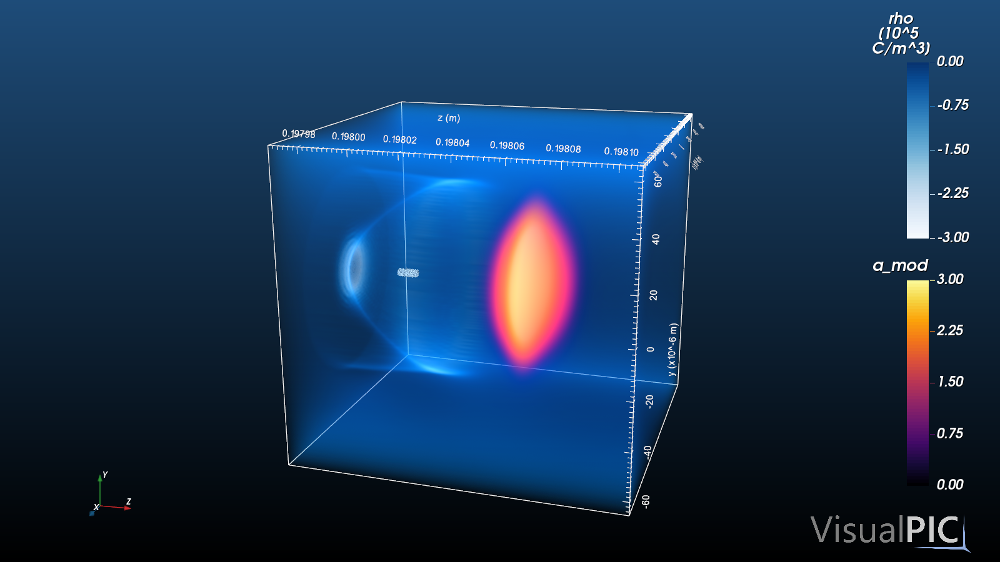 rho
(10^5
C/m^3)
0.00
-0.75
-1.50
-2.25
-3.00
a_mod
3.00
2.25
1.50
0.75
0.00
z (m)
0.19798
0.19800
0.19802
0.19804
0.19806
0.19808
0.19810
60
40
20
0
-20
-40
-60
y (x10^-6 m)
Y
X
Z
VisualPIC